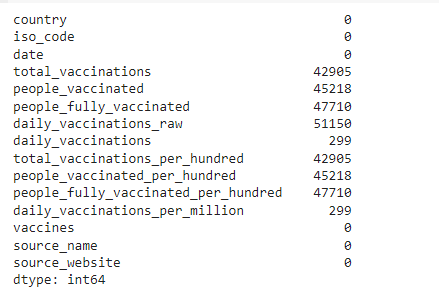 country 0
iso_code 0
date 0
total_vaccinations 42905
people_vaccinated 45218
people_fully_vaccinated 47710
daily_vaccinations_raw 51150
daily_vaccinations 299
total_vaccinations_per_hundred 42905
people_vaccinated_per_hundred 45218
people_fully_vaccinated_per_hundred 47710
daily_vaccinations_per_million 299
vaccines 0
source_name 0
source_website 0
dtype: int64